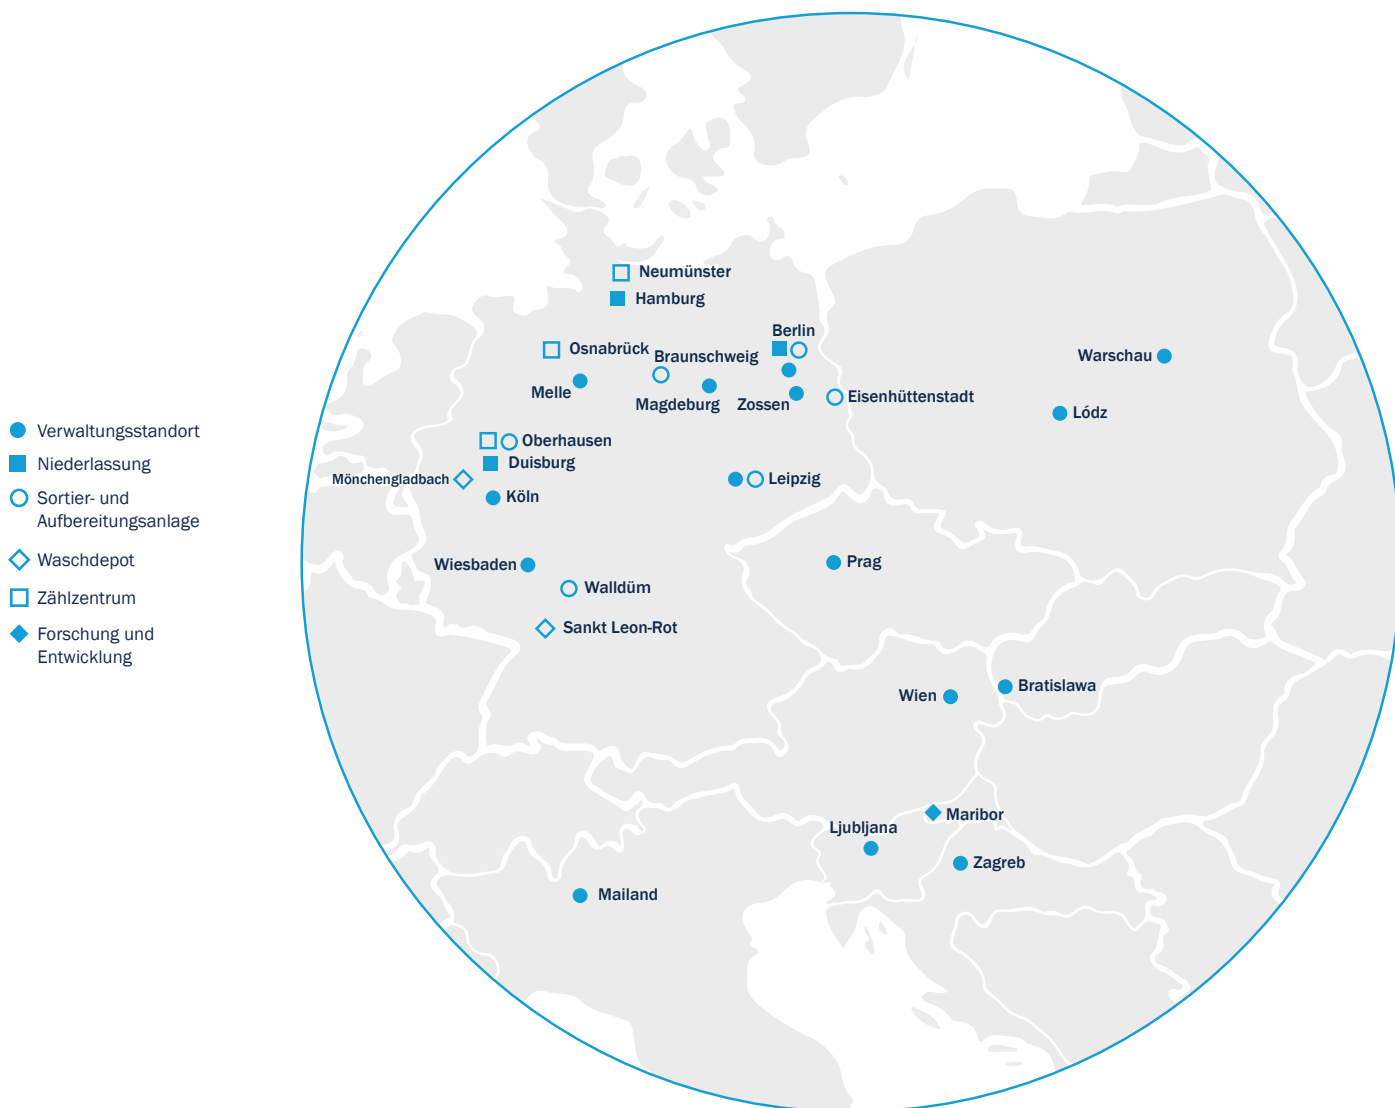 Verwaltungsstandort
Niederlassung
Sortier- und
Aufbereitungsanlage
Waschdepot
Zählzentrum
Forschung und
Entwicklung
Neumünster
Hamburg
Berlin
Osnabrück
Braunschweig
Warschau
Melle
Magdeburg
Zossen
Eisenhüttenstadt
Lódz
Oberhausen
Duisburg
Mönchengladbach
Leipzig
Köln
Wiesbaden
Prag
Walldüm
Sankt Leon-Rot
Bratislawa
Wien
Maribor
Ljubljana
Zagreb
Mailand